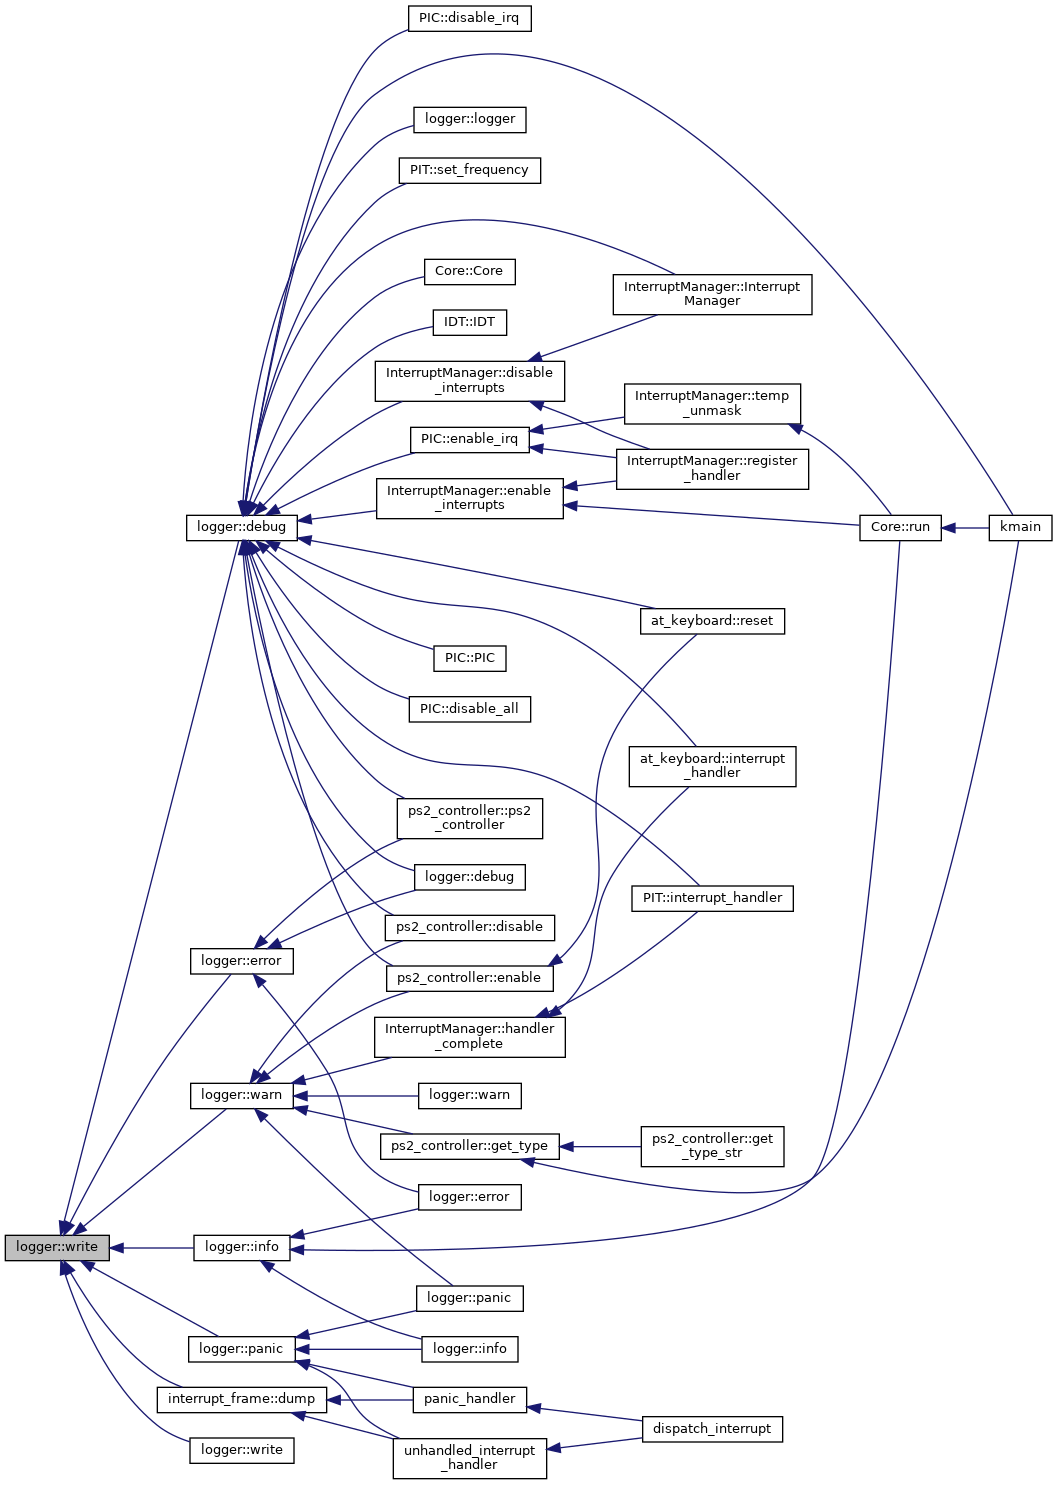 PIC::disable_irq
logger::logger
PIT::set_frequency
Core::Core
InterruptManager::Interrupt
Manager
IDT::IDT
InterruptManager::disable
_interrupts
InterruptManager::temp
_unmask
PIC::enable_irq
InterruptManager::register
_handler
InterruptManager::enable
_interrupts
logger::debug
Core::run
kmain
at_keyboard::reset
PIC::PIC
PIC::disable_all
at_keyboard::interrupt
_handler
ps2_controller::ps2
_controller
logger::debug
PIT::interrupt_handler
ps2_controller::disable
logger::error
ps2_controller::enable
InterruptManager::handler
_complete
logger::warn
logger::warn
ps2_controller::get_type
ps2_controller::get
_type_str
logger::error
logger::write
logger::info
logger::panic
logger::panic
logger::info
interrupt_frame::dump
panic_handler
dispatch_interrupt
logger::write
unhandled_interrupt
_handler